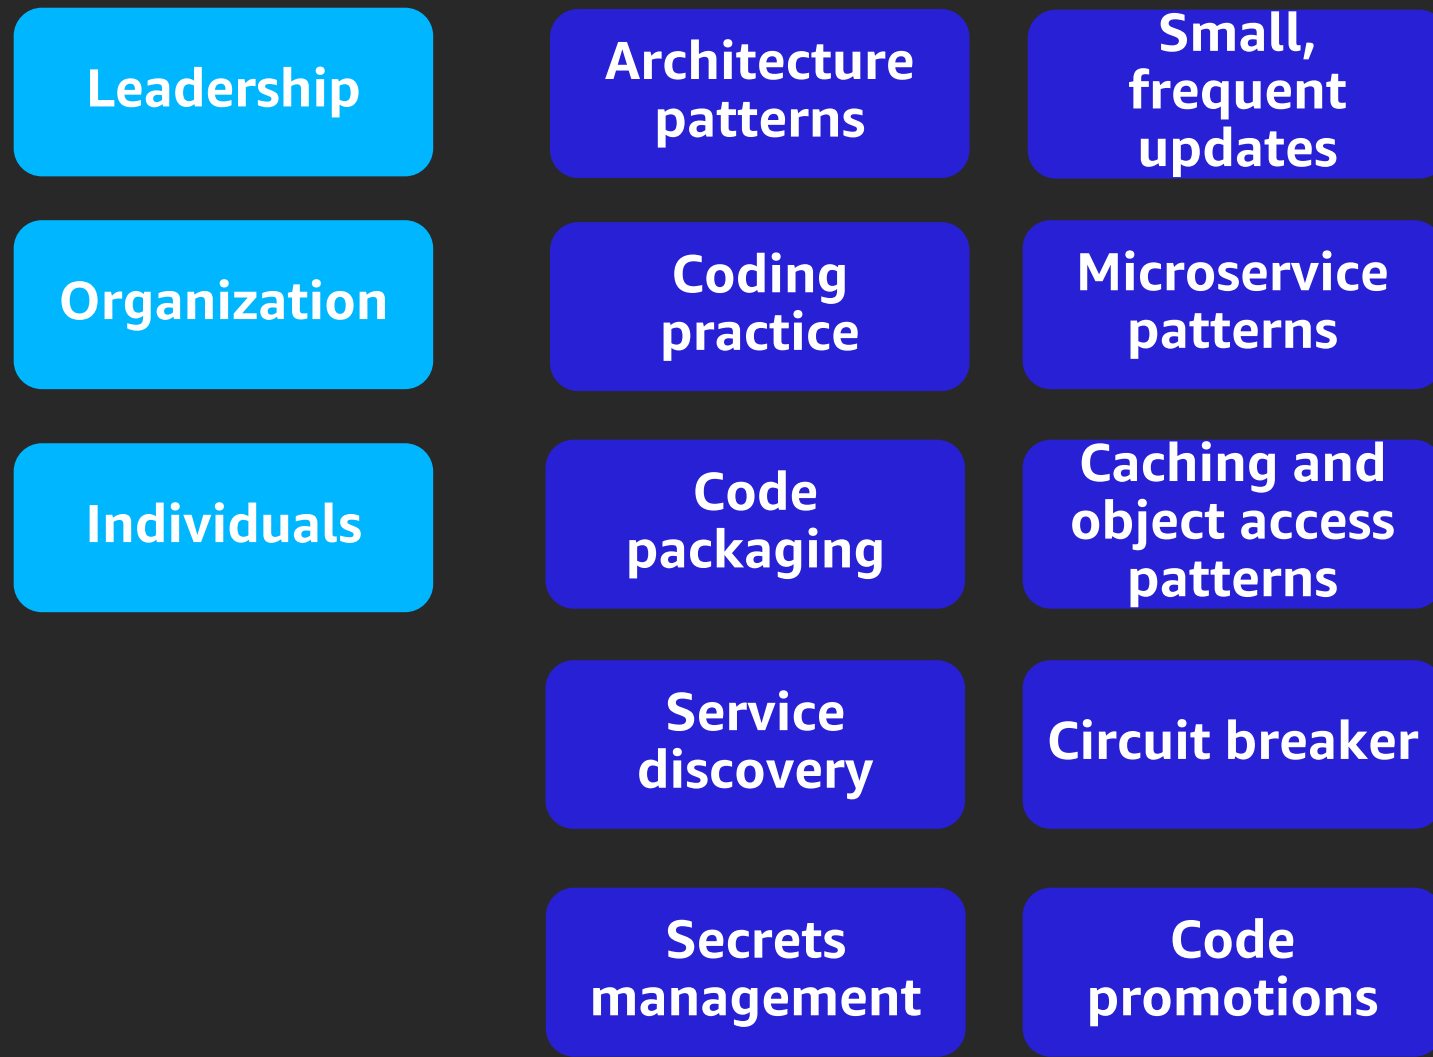 Leadership
Organization
Individuals
Architecture
patterns
Coding
practice
Code
packaging
Service
discovery
Secrets
management
Small,
frequent
updates
Microservice
patterns
Caching and
object access
patterns
Circuit breaker
Code
promotions